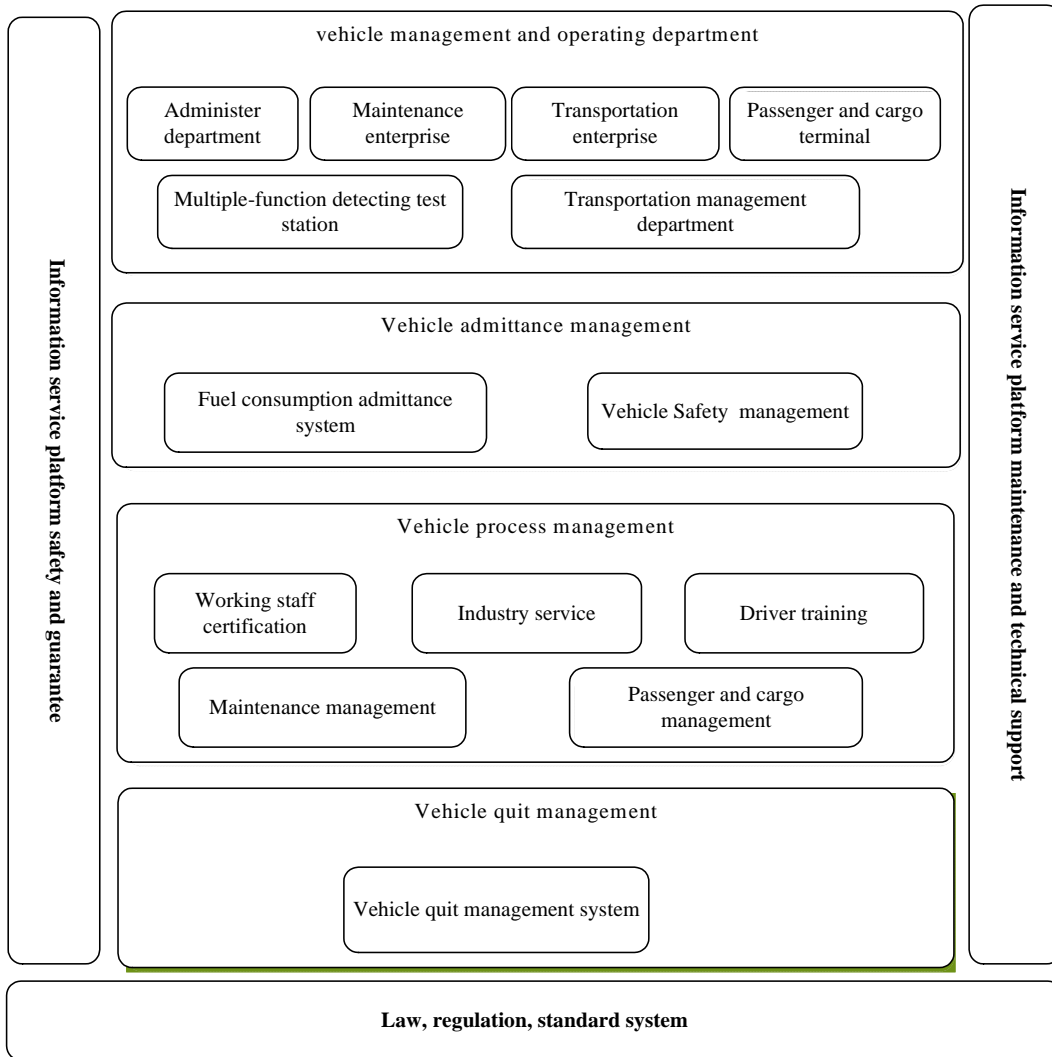 vehicle management and operating department
Administer
department
Maintenance
enterprise
Transportation
enterprise
Passenger and cargo
terminal
Multiple-function detecting test
station
Transportation management
department
Vehicle admittance management
Fuel consumption admittance
system
Vehicle Safety management
Vehicle process management
Working staff
certification
Industry service
Driver training
Maintenance management
Passenger and cargo
management
Vehicle quit management
Vehicle quit management system
Information service platform safety and guarantee
Information service platform maintenance and technical support
Law, regulation, standard system